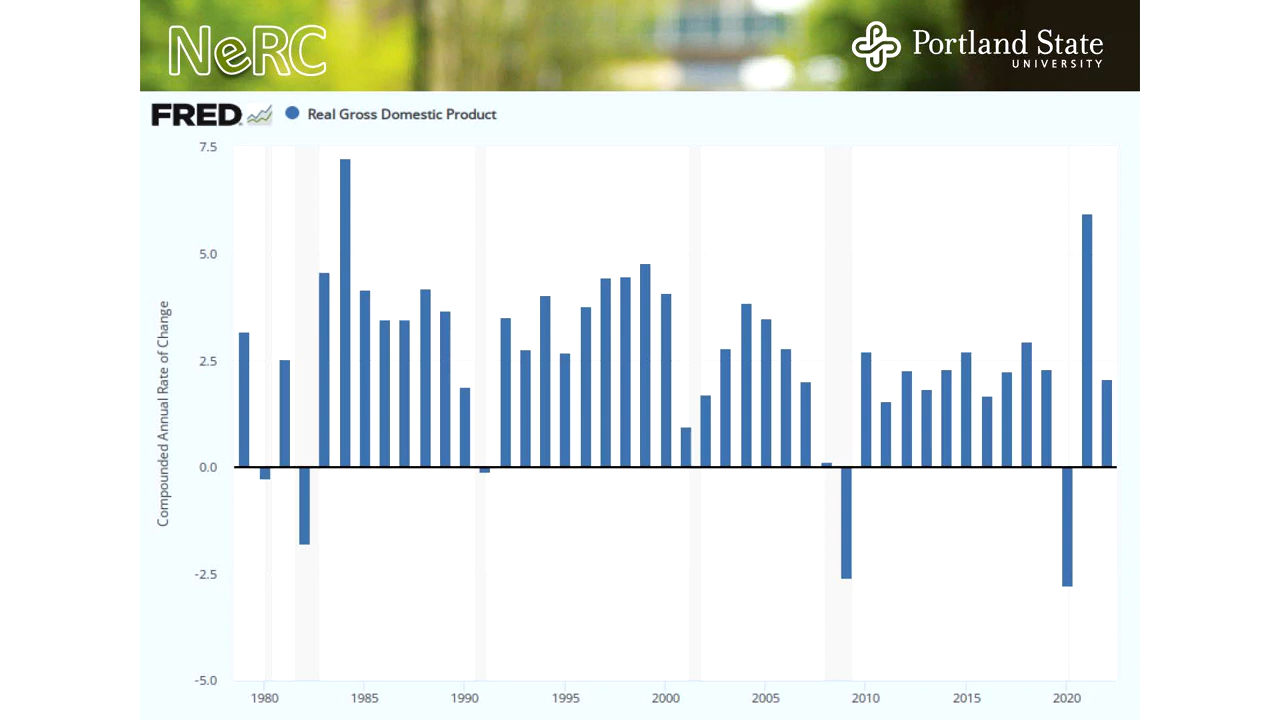 NeRC
Portland State
UNIVERSITY
FRED
Real Gross Domestic Product
7.5
5.0
2.5
0.0
-2.5
-5.0
Compounded Annual Rate of Change
1980 1985 1990 1995 2000 2005 2010 2015 2020